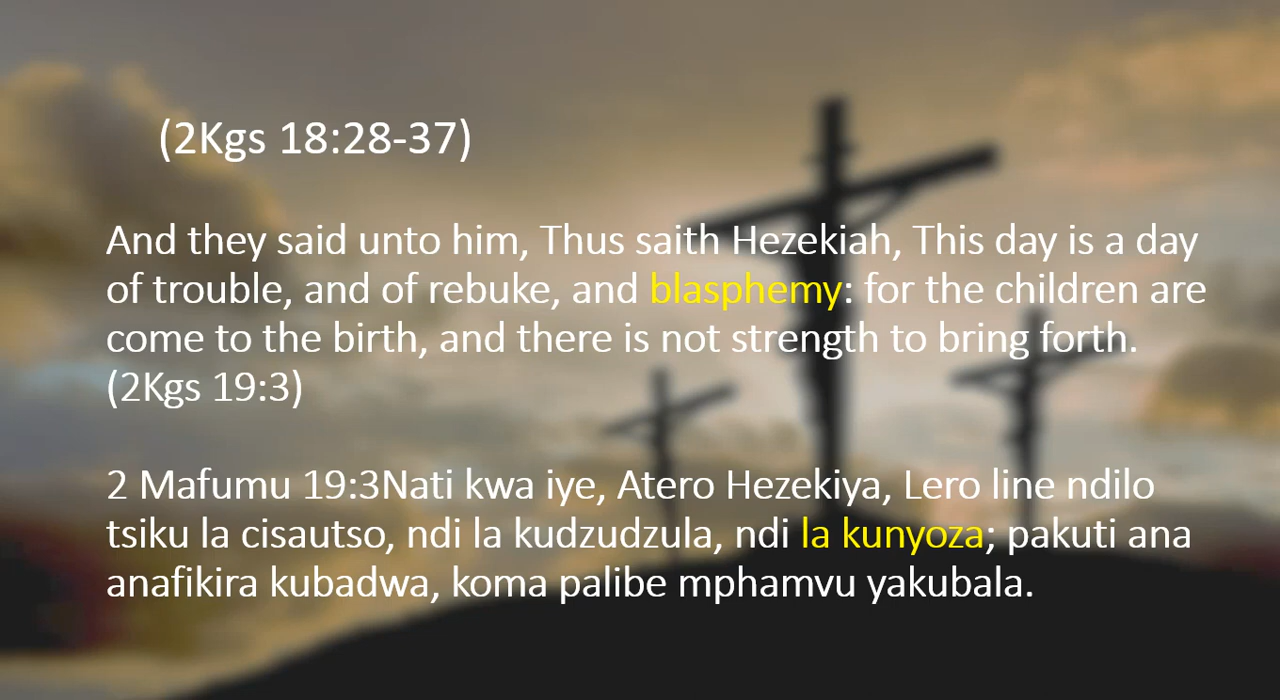 (2Kgs 18:28-37)
And they said unto him, Thus saith Hezekiah, This day is a day
of trouble, and of rebuke, and blasphemy: for the children are
come to the birth, and there is not strength to bring forth.
(2Kgs 19:3)
2 Mafumu 19:3Nati kwa iye, Atero Hezekiya, Lero line ndilo
tsiku la cisautso, ndi la kudzudzula, ndi la kunyoza; pakuti ana
anafikira kubadwa, koma palibe mphamvu yakubala.